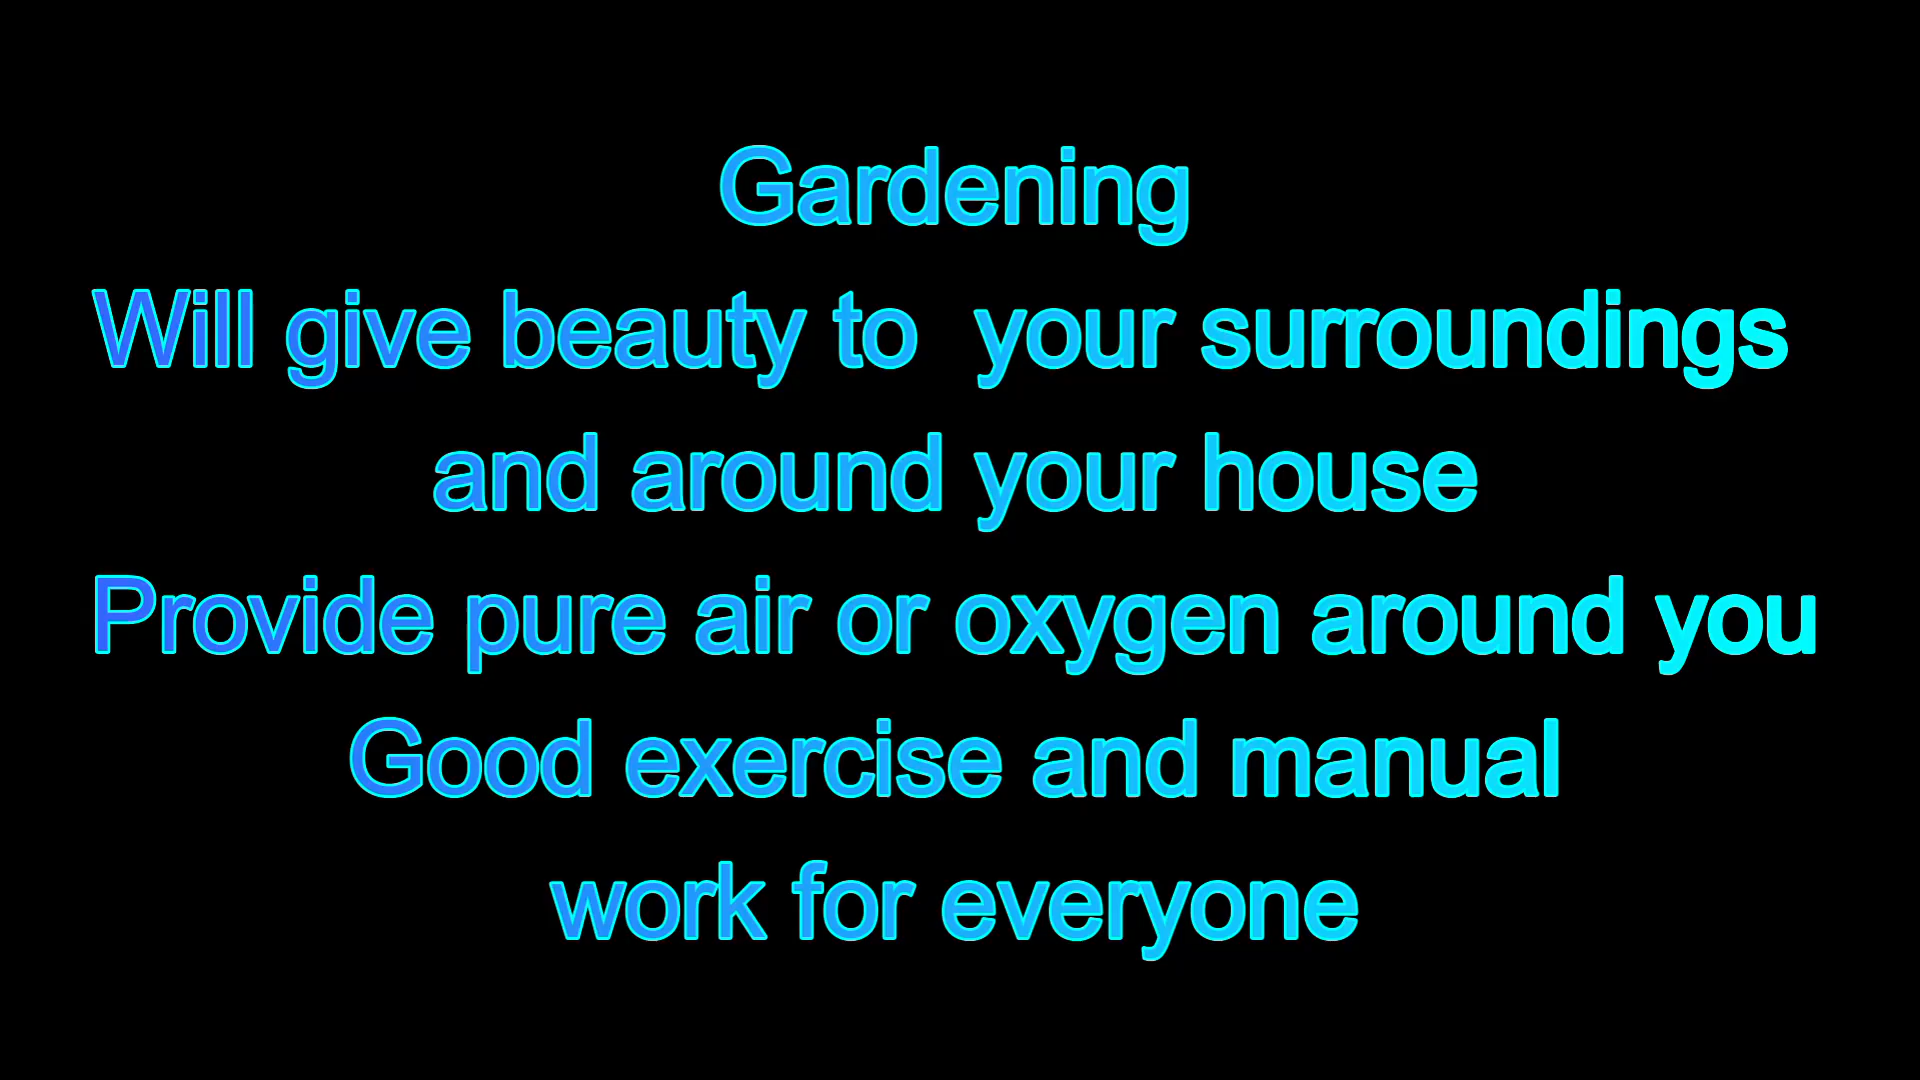 Gardening
Will give beauty to  your surroundings
and around your house
Provide pure air or oxygen around you
Good exercise and manual
work for everyone